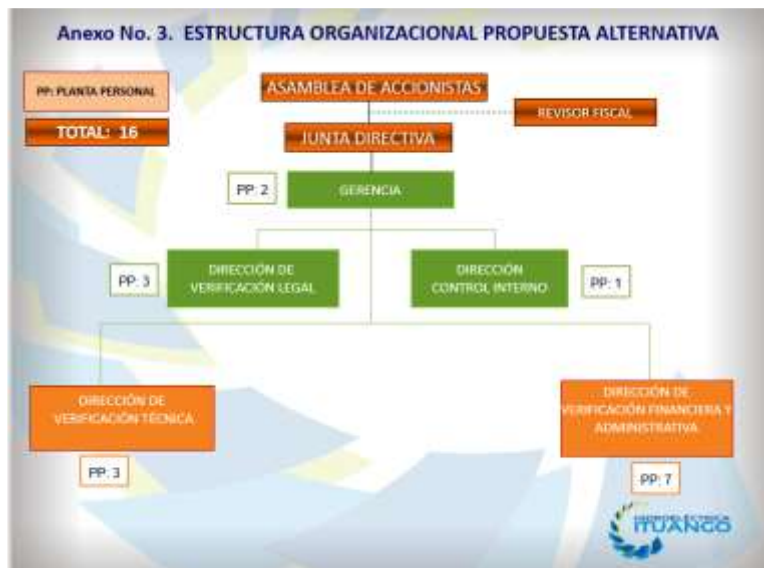 Anexo No. 3. ESTRUCTURA ORGANIZACIONAL PROPUESTA ALTERNATIVA
PP: PLANTA PERSONAL
TOTAL: 16
ASAMBLEA DE ACCIONISTAS
REVISOR FISCAL
JUNTA DIRECTIVA
PP: 2
GERENCIA
PP: 3
DIRECCIÓN DE
VERIFICACIÓN LEGAL
DIRECCIÓN
CONTROL INTERNO
PP: 1
DIRECCIÓN DE
VERIFICACIÓN TÉCNICA
PP: 3
DIRECCIÓN DE
VERIFICACIÓN FINANCIERA Y
ADMINISTRATIVA
PP: 7
HIDROELÉCTRICA
ITUANGO